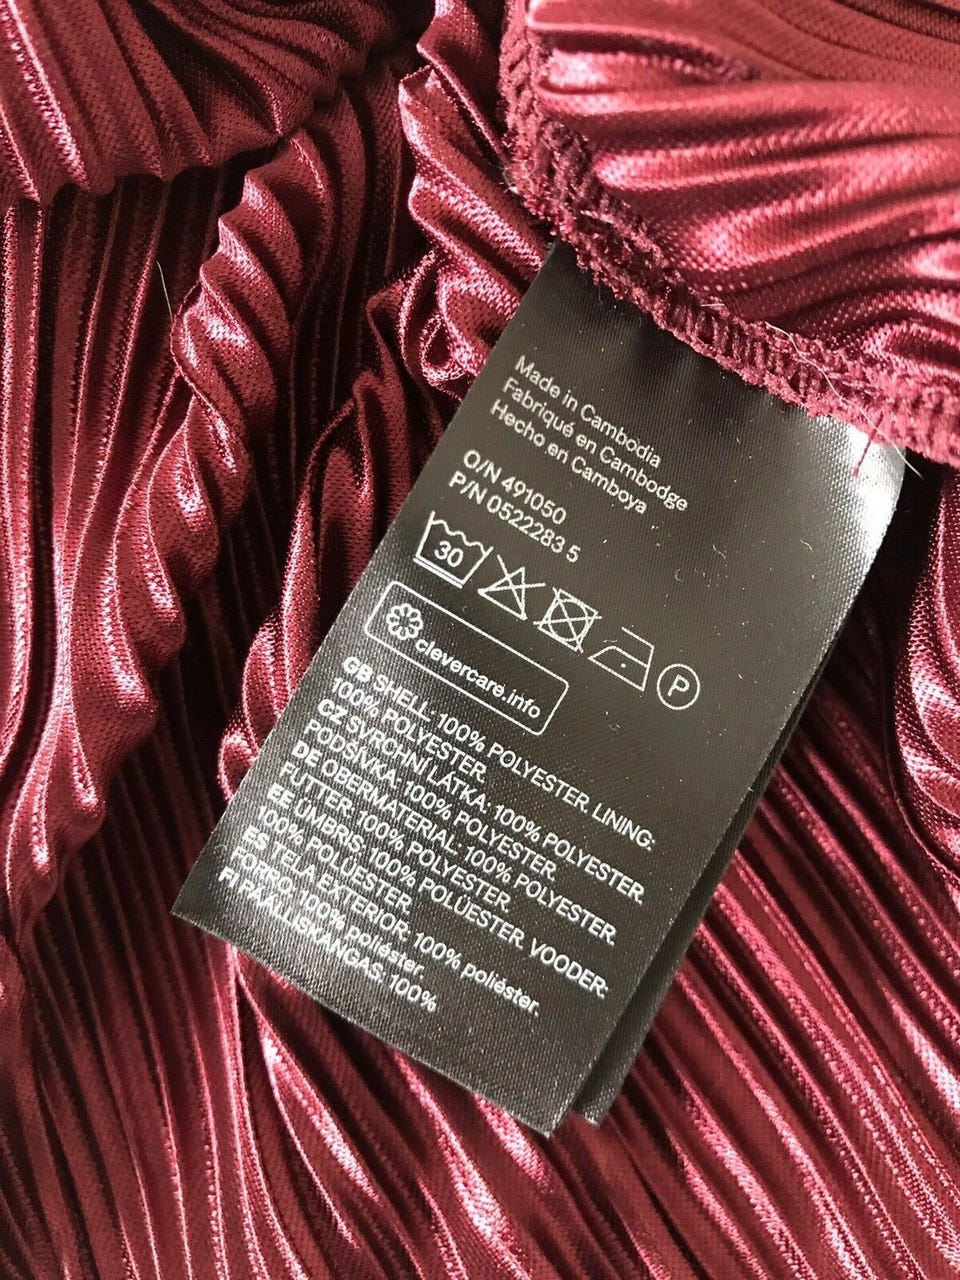 Made in Cambodia
Fabriqué en Cambodge
Hecho en Camboya
O/N 491050
P/N 0522283 5
30
P
clevercare.info
GB SHELL: 100% POLYESTER. LINING:
100% POLYESTER.
CZ SVRCHNÍ LÁTKA: 100% POLYESTER.
PODŠÍVKA: 100% POLYESTER.
DE OBERMATERIAL: 100% POLYESTER.
FUTTER: 100% POLYESTER.
EE ÜMBRIS: 100% POLÜESTER. VOODER:
100% POLÜESTER.
ES TELA EXTERIOR: 100% poliéster.
FORRO: 100% poliéster.
FI PÄÄLLISKANGAS. 100%